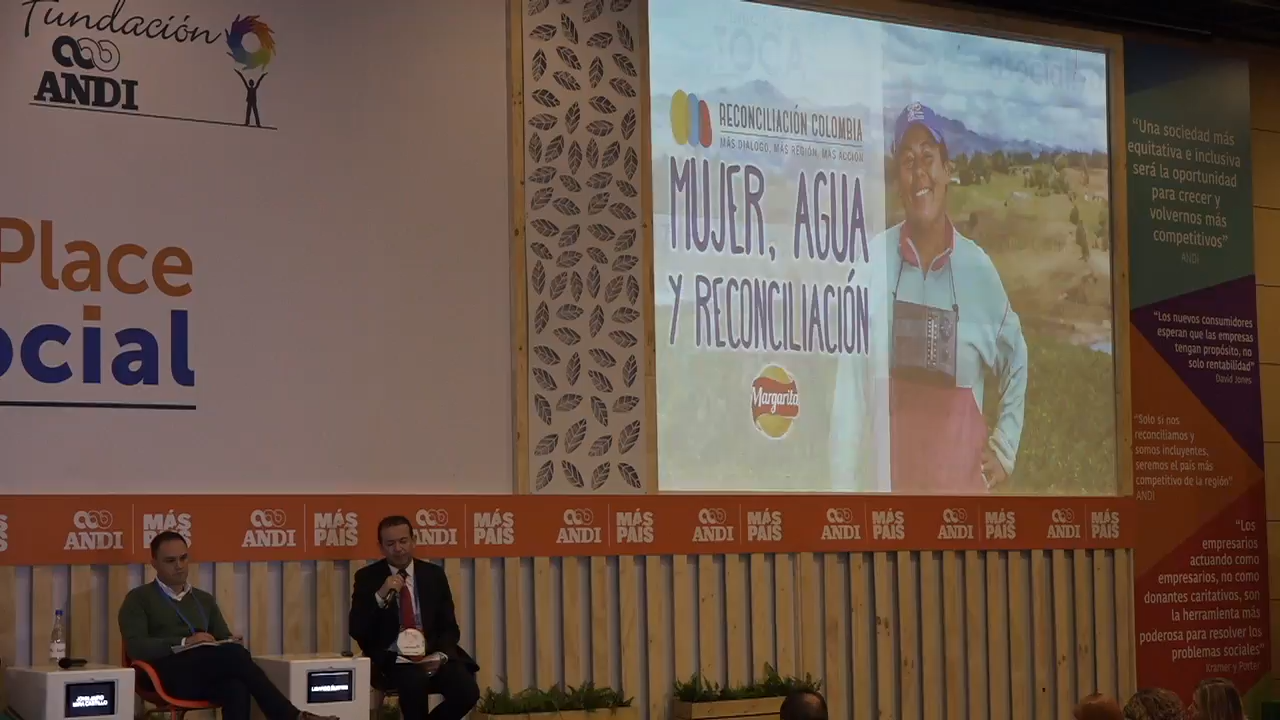 Fundación
ANDI
Place
ocial
RECONCILIACIÓN COLOMBIA
MÁS DIÁLOGO, MÁS REGIÓN, MÁS ACCIÓN
MUJER, AGUA
Y RECONCILIACIÓN
Margarita
"Una sociedad más
equitativa e inclusiva
será la oportunidad
para crecer y
volvernos más
competitivos"
ANDI
"Los nuevos consumidores
esperan que las empresas
tengan propósito, no
solo rentabilidad"
David Jones
"Solo si nos
reconciliamos y
somos incluyentes,
seremos el país más
competitivo de la región"
ANDI
"Los
empresarios
actuando como
empresarios, no como
donantes caritativos, son
la herramienta más
poderosa para resolver los
problemas sociales"
Kramer y Porter
S ANDI MÁS PAÍS ANDI MÁS PAÍS ANDI MÁS PAÍS ANDI MÁS PAÍS ANDI MÁS PAÍS ANDI MÁS PAÍS ANDI MÁS PAÍS ANDI MÁS PAÍS